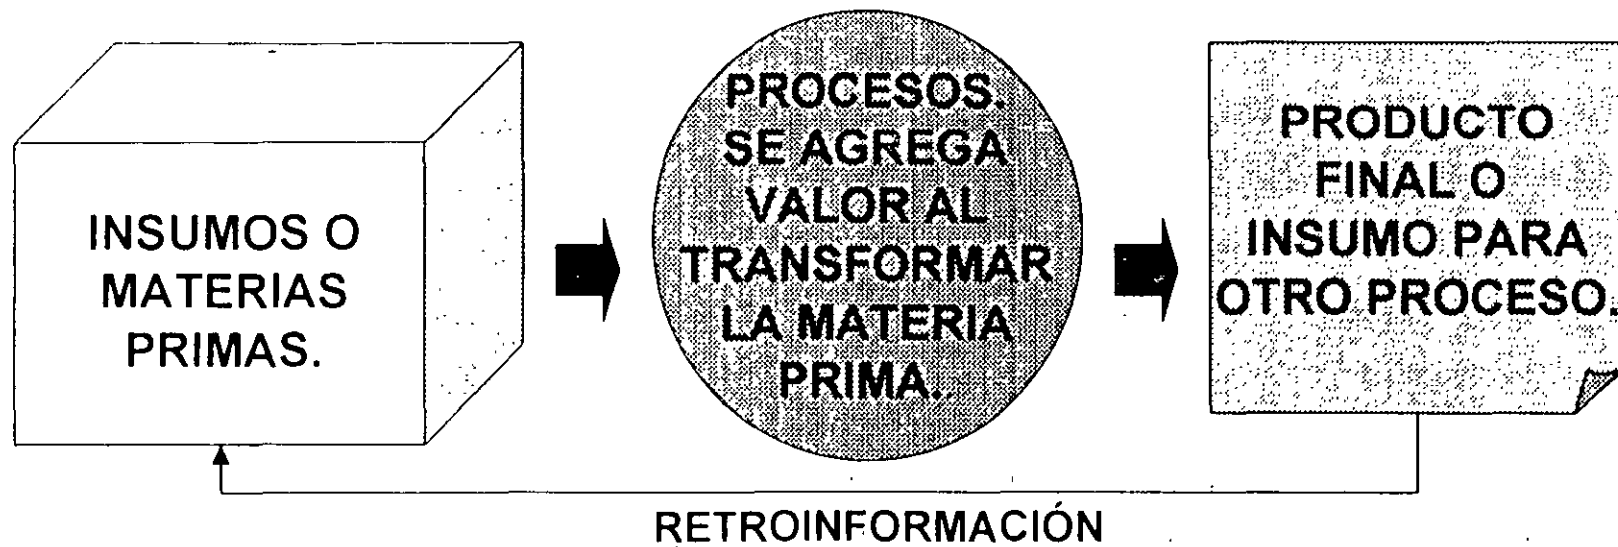 INSUMOS O
MATERIAS
PRIMAS.
PROCESOS.
SE AGREGA
VALOR AL
TRANSFORMAR
LA MATERIA
PRIMA.
PRODUCTO
FINAL O
INSUMO PARA
OTRO PROCESO.
RETROINFORMACIÓN